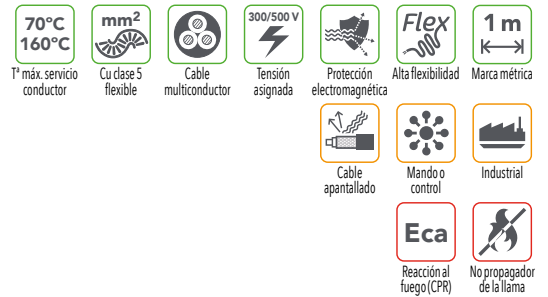 70°C
160°C
mm²
300/500 V
Flex
1 m
Tª máx. servicio
conductor
Cu clase 5
flexible
Cable
multiconductor
Tensión
asignada
Protección
electromagnética
Alta flexibilidad
Marca métrica
Cable
apantallado
Mando o
control
Industrial
Eca
Reacción al
fuego (CPR)
No propagador
de la llama